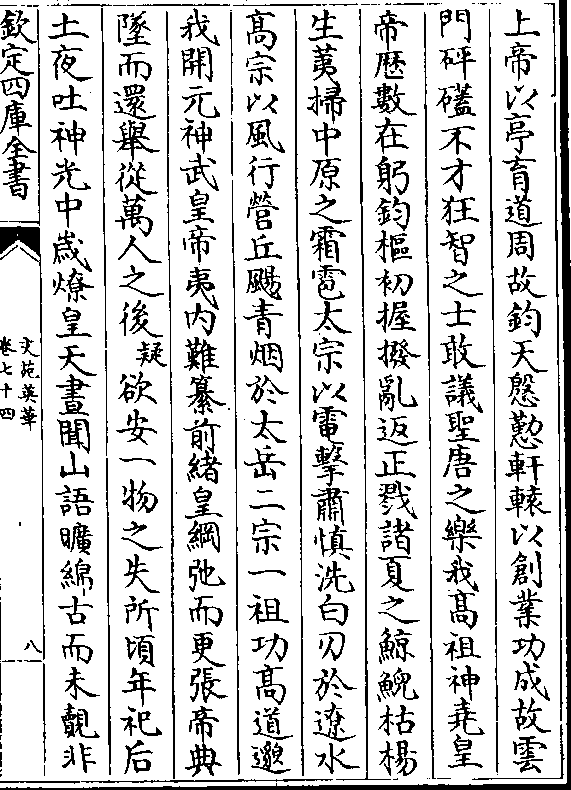 上帝以亭育道周故鈞天慇懃軒轅以創業功成故雲
門砰礚不才狂智之士敢議聖唐之樂我高祖神堯皇
帝歴數在躬鈞樞初握撥亂返正戮諸夏之鯨鯢枯楊
生荑掃中原之霜雹太宗以電擊肅慎洗白刃於遼水
髙宗以風行營丘颺青烟於太岳二宗一祖功髙道邈
我開元神武皇帝夷内難纂前緒皇綱弛而更張帝典
墜而還舉從萬人之後疑欲安一物之失所頃年祀后
土夜吐神光中嵗燎皇天晝聞山語曠綿古而未覿非
欽定四庫全書
文苑英華
卷七十四
八